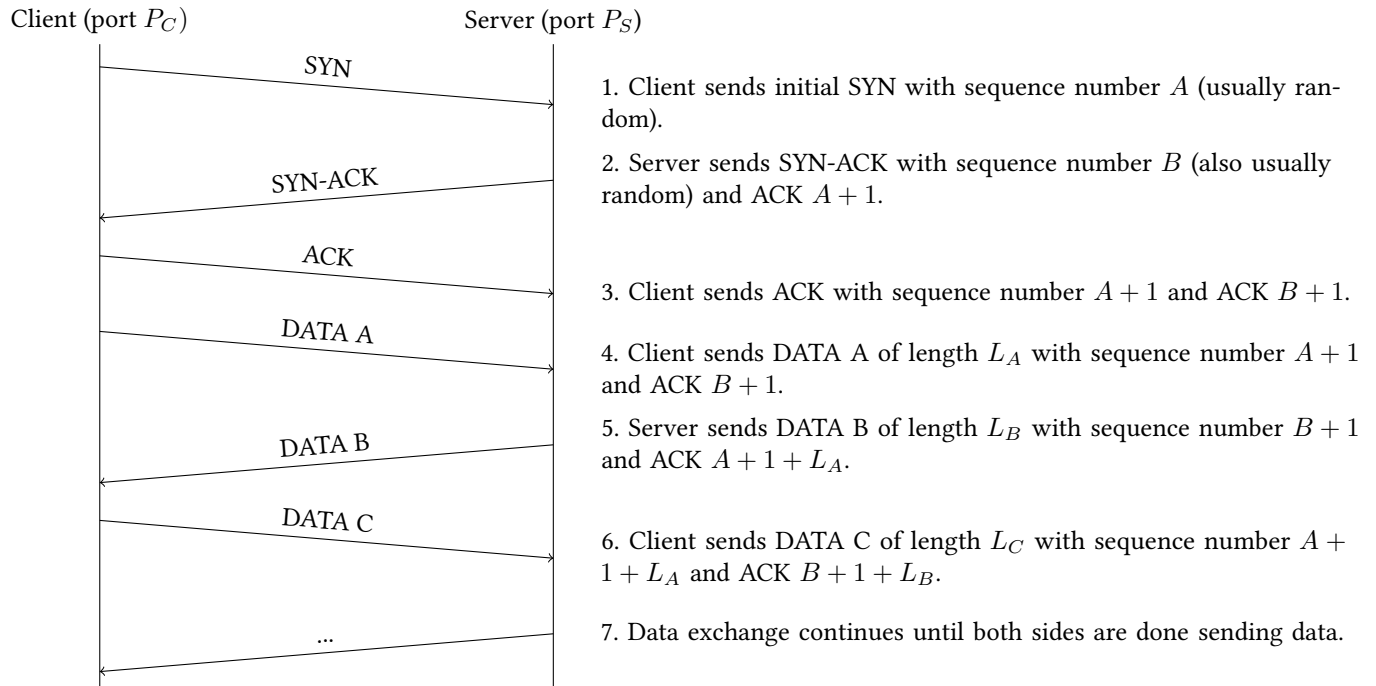 Client (port P_C)
Server (port P_S)
SYN
1. Client sends initial SYN with sequence number A (usually ran-
dom).
SYN-ACK
2. Server sends SYN-ACK with sequence number B (also usually
random) and ACK A + 1.
ACK
3. Client sends ACK with sequence number A + 1 and ACK B + 1.
DATA A
4. Client sends DATA A of length L_A with sequence number A + 1
and ACK B + 1.
DATA B
5. Server sends DATA B of length L_B with sequence number B + 1
and ACK A + 1 + L_A.
DATA C
6. Client sends DATA C of length L_C with sequence number A +
1 + L_A and ACK B + 1 + L_B.
...
7. Data exchange continues until both sides are done sending data.